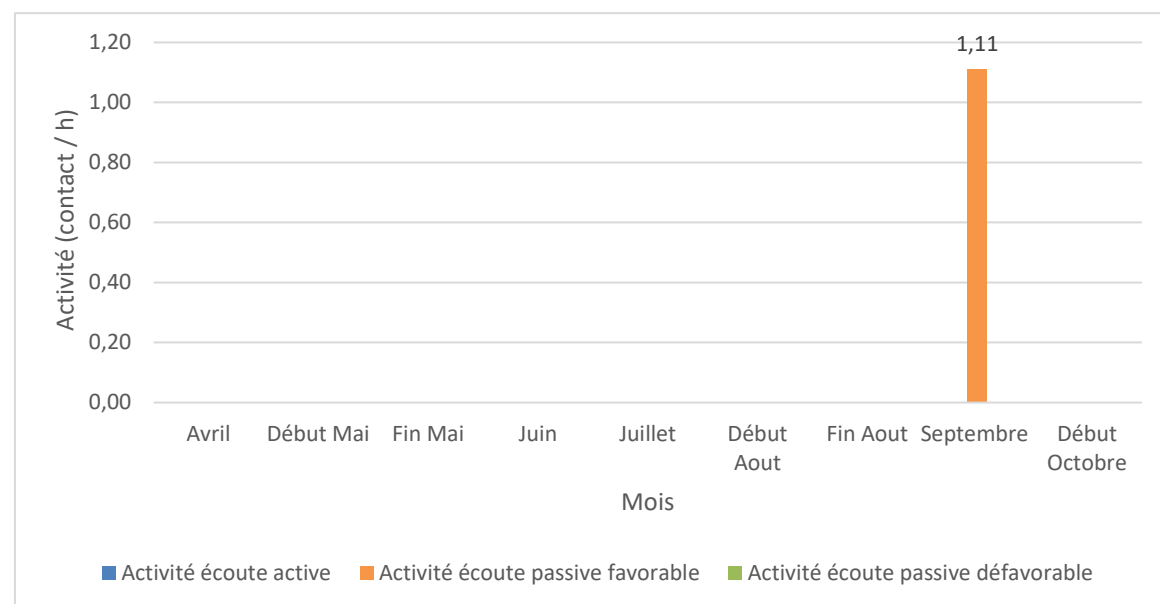 1,20
1,11
1,00
0,80
0,60
0,40
0,20
0,00
Activité (contact / h)
Avril Début Mai Fin Mai Juin Juillet Début Aout Fin Aout Septembre Début Octobre
Mois
Activité écoute active Activité écoute passive favorable Activité écoute passive défavorable